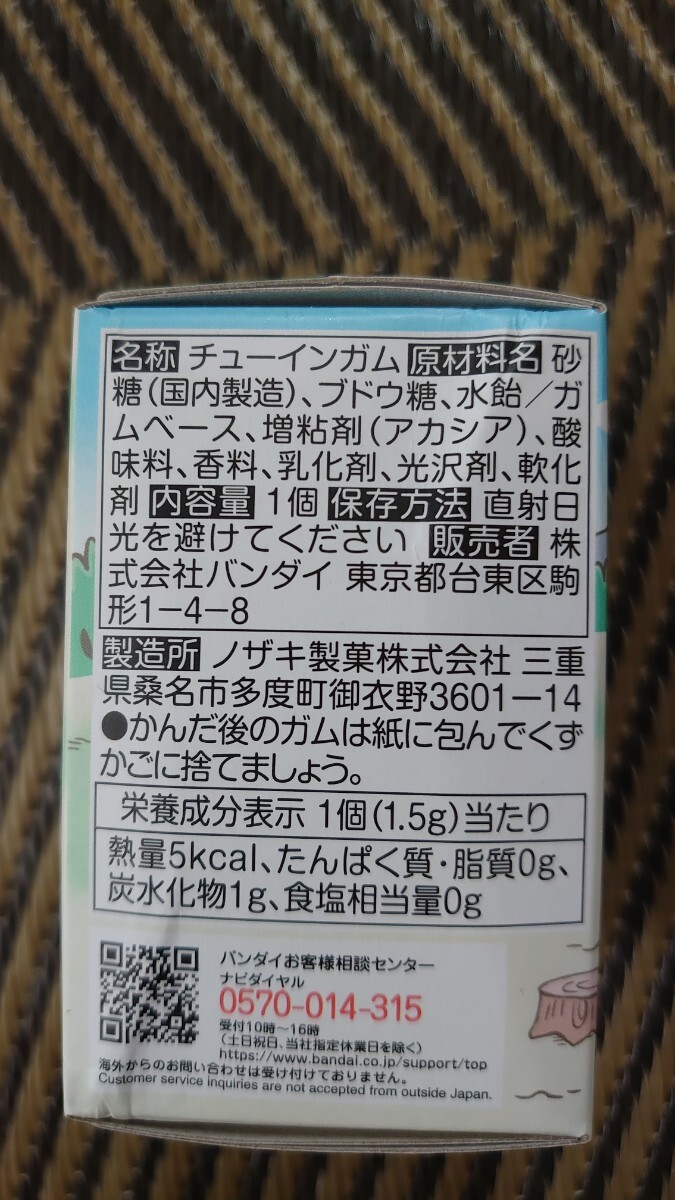 名称 チューインガム 原材料名 砂
糖(国内製造)、ブドウ糖、水飴/ガ
ムベース、増粘剤(アカシア)、酸
味料、香料、乳化剤、光沢剤、軟化
剤 内容量 1個 保存方法 直射日
光を避けてください 販売者 株
式会社バンダイ 東京都台東区駒
形1-4-8
製造所 ノザキ製菓株式会社 三重
県桑名市多度町御衣野3601-14
●かんだ後のガムは紙に包んでくず
かごに捨てましょう。
栄養成分表示 1個(1.5g)当たり
熱量5kcal、たんぱく質・脂質0g、
炭水化物1g、食塩相当量0g
バンダイお客様相談センター
ナビダイヤル
0570-014-315
受付10時~16時
(土日祝日、当社指定休業日を除く)
https://www.bandai.co.jp/support/top
海外からのお問い合わせは受け付けておりません。
Customer service inquiries are not accepted from outside Japan.